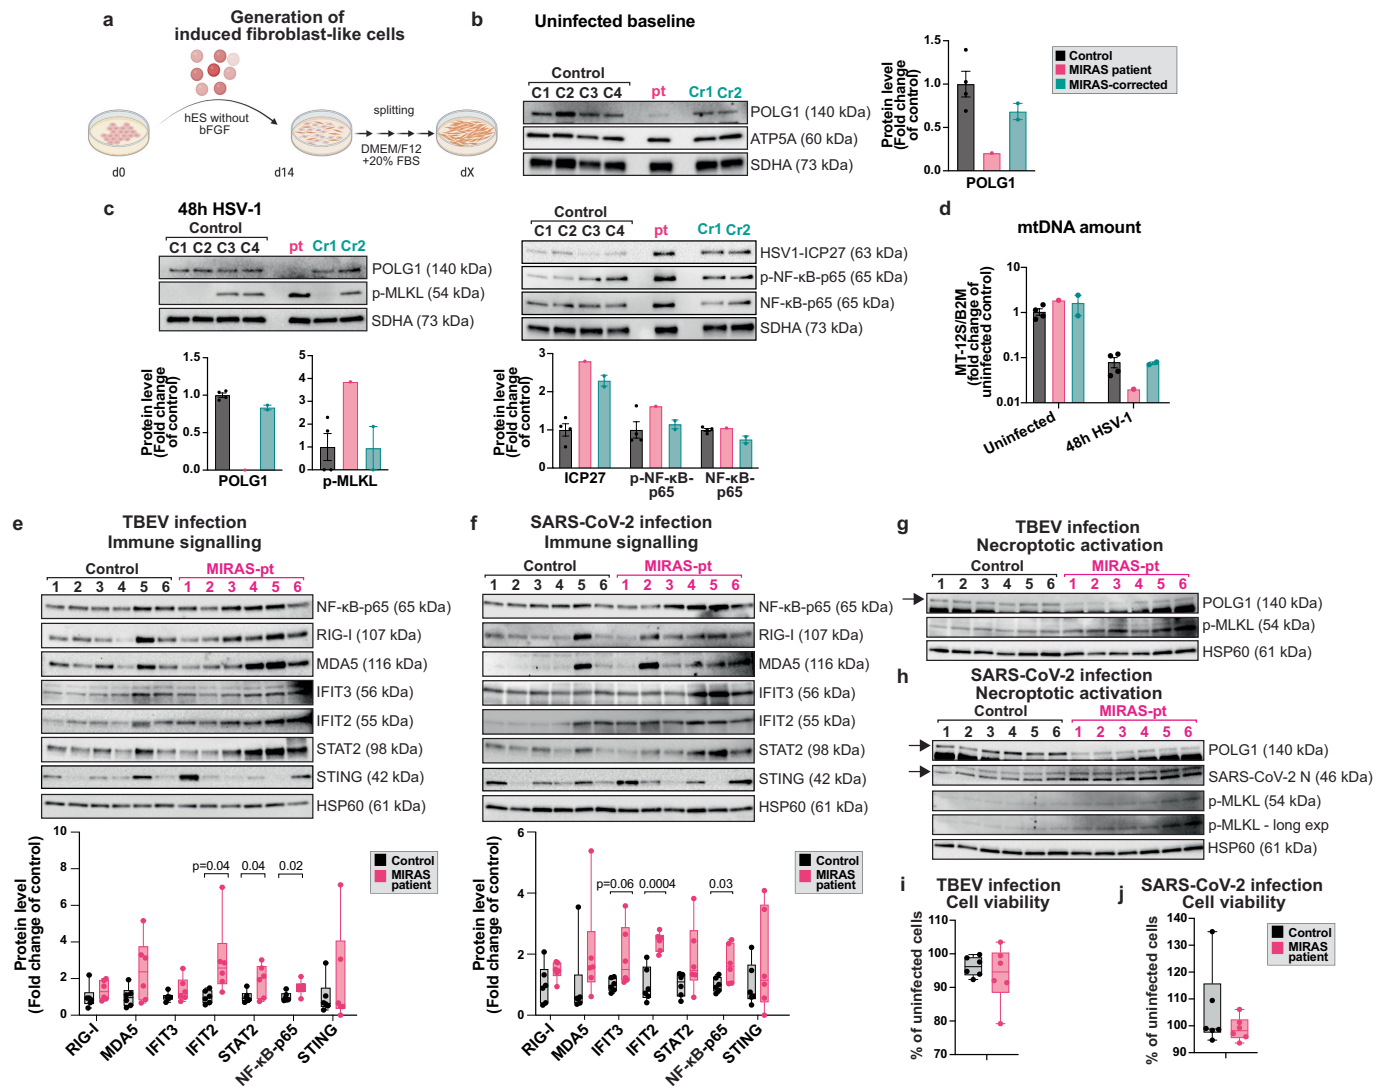 a
Generation of
induced fibroblast-like cells
hES without
bFGF
splitting
DMEM/F12
+20% FBS
d0
d14
dX
b
Uninfected baseline
Control
C1 C2 C3 C4
pt
Cr1 Cr2
POLG1 (140 kDa)
ATP5A (60 kDa)
SDHA (73 kDa)
Protein level
(Fold change
of control)
1.5
1.0
0.5
0.0
POLG1
Control
MIRAS patient
MIRAS-corrected
c
48h HSV-1
Control
C1 C2 C3 C4
pt
Cr1 Cr2
POLG1 (140 kDa)
p-MLKL (54 kDa)
SDHA (73 kDa)
Protein level
(Fold change
of control)
1.5
1.0
0.5
0.0
POLG1
5
4
3
2
1
0
p-MLKL
Control
C1 C2 C3 C4
pt
Cr1 Cr2
HSV1-ICP27 (63 kDa)
p-NF-κB-p65 (65 kDa)
NF-κB-p65 (65 kDa)
SDHA (73 kDa)
Protein level
(Fold change
of control)
3
2
1
0
ICP27
p-NF-κB-
p65
NF-κB-
p65
d
mtDNA amount
MT-12S/B2M
(fold change of
uninfected control)
10
1
0.1
0.01
Uninfected
48h HSV-1
e
TBEV infection
Immune signalling
Control
MIRAS-pt
1 2 3 4 5 6 1 2 3 4 5 6
NF-κB-p65 (65 kDa)
RIG-I (107 kDa)
MDA5 (116 kDa)
IFIT3 (56 kDa)
IFIT2 (55 kDa)
STAT2 (98 kDa)
STING (42 kDa)
HSP60 (61 kDa)
Protein level
(Fold change of control)
10
8
6
4
2
0
p=0.04
0.04
0.02
Control
MIRAS
patient
RIG-I
MDA5
IFIT3
IFIT2
STAT2
NF-κB-p65
STING
f
SARS-CoV-2 infection
Immune signalling
Control
MIRAS-pt
1 2 3 4 5 6 1 2 3 4 5 6
NF-κB-p65 (65 kDa)
RIG-I (107 kDa)
MDA5 (116 kDa)
IFIT3 (56 kDa)
IFIT2 (55 kDa)
STAT2 (98 kDa)
STING (42 kDa)
HSP60 (61 kDa)
Protein level
(Fold change of control)
6
4
2
0
p=0.06
0.0004
0.03
Control
MIRAS
patient
RIG-I
MDA5
IFIT3
IFIT2
STAT2
NF-κB-p65
STING
g
TBEV infection
Necroptotic activation
Control
MIRAS-pt
1 2 3 4 5 6 1 2 3 4 5 6
POLG1 (140 kDa)
p-MLKL (54 kDa)
HSP60 (61 kDa)
h
SARS-CoV-2 infection
Necroptotic activation
Control
MIRAS-pt
1 2 3 4 5 6 1 2 3 4 5 6
POLG1 (140 kDa)
SARS-CoV-2 N (46 kDa)
p-MLKL (54 kDa)
p-MLKL - long exp
HSP60 (61 kDa)
i
TBEV infection
Cell viability
% of uninfected cells
110
100
90
80
70
j
SARS-CoV-2 infection
Cell viability
% of uninfected cells
140
130
120
110
100
90
Control
MIRAS
patient